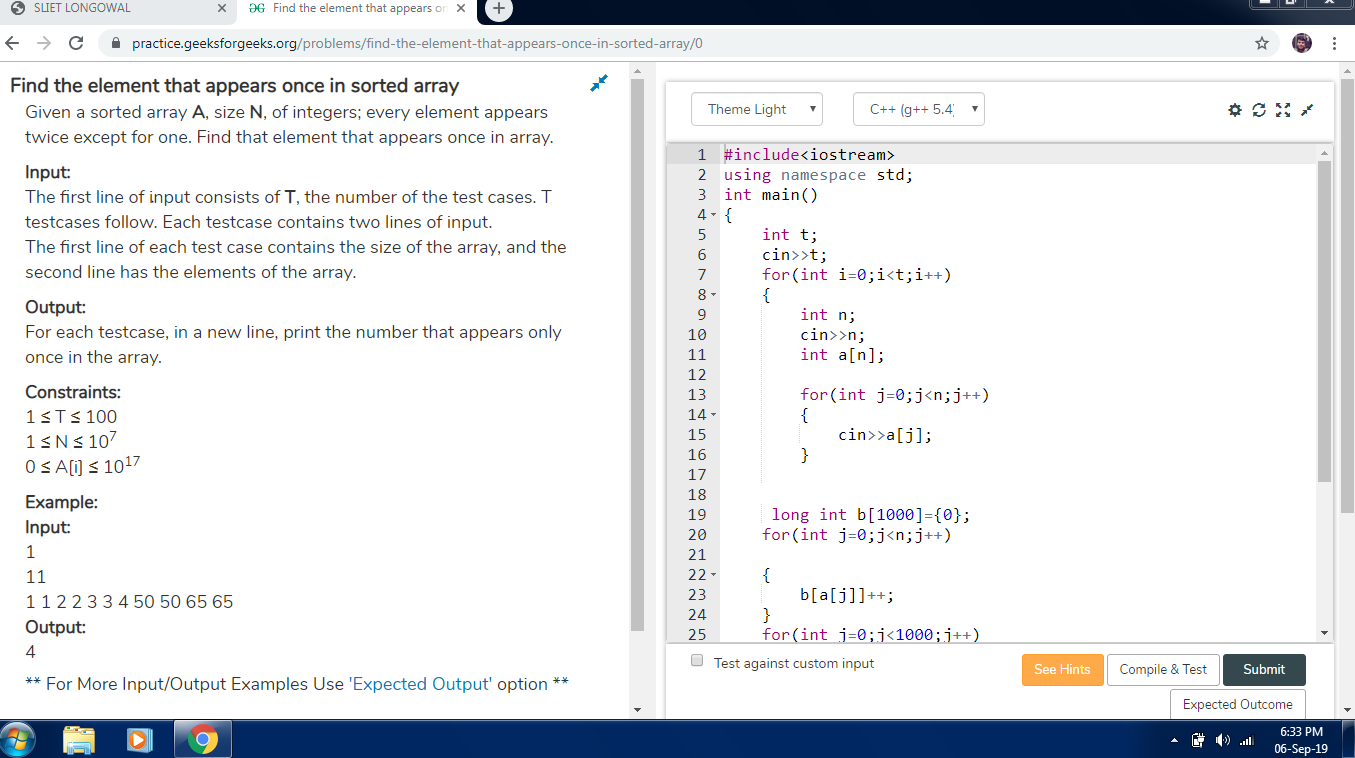 SLIET LONGOWAL
Find the element that appears on
practice.geeksforgeeks.org/problems/find-the-element-that-appears-once-in-sorted-array/0
Find the element that appears once in sorted array
Given a sorted array A, size N, of integers; every element appears
twice except for one. Find that element that appears once in array.
Input:
The first line of input consists of T, the number of the test cases. T
testcases follow. Each testcase contains two lines of input.
The first line of each test case contains the size of the array, and the
second line has the elements of the array.
Output:
For each testcase, in a new line, print the number that appears only
once in the array.
Constraints:
1 ≤ T ≤ 100
1 ≤ N ≤ 10^7
0 ≤ A[i] ≤ 10^17
Example:
Input:
1
11
1 1 2 2 3 3 4 50 50 65 65
Output:
4
** For More Input/Output Examples Use 'Expected Output' option **
Theme Light
C++ (g++ 5.4)
1 #include<iostream>
2 using namespace std;
3 int main()
4 {
5 int t;
6 cin>>t;
7 for(int i=0;i<t;i++)
8 {
9 int n;
10 cin>>n;
11 int a[n];
12
13 for(int j=0;j<n;j++)
14 {
15 cin>>a[j];
16 }
17
18
19 long int b[1000]={0};
20 for(int j=0;j<n;j++)
21
22 {
23 b[a[j]]++;
24 }
25 for(int j=0;j<1000;j++)
Test against custom input
See Hints
Compile & Test
Submit
Expected Outcome
6:33 PM
06-Sep-19